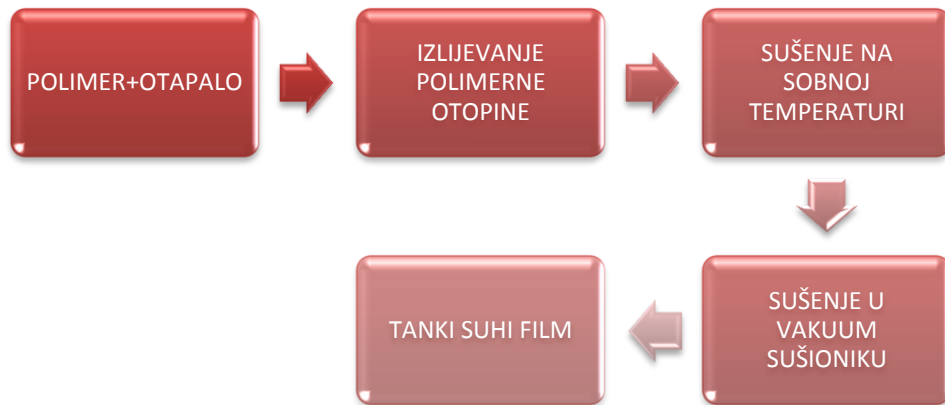 POLIMER+OTAPALO
IZLIJEVANJE
POLIMERNE
OTOPINE
SUŠENJE NA
SOBNOJ
TEMPERATURI
SUŠENJE U
VAKUUM
SUŠIONIKU
TANKI SUHI FILM